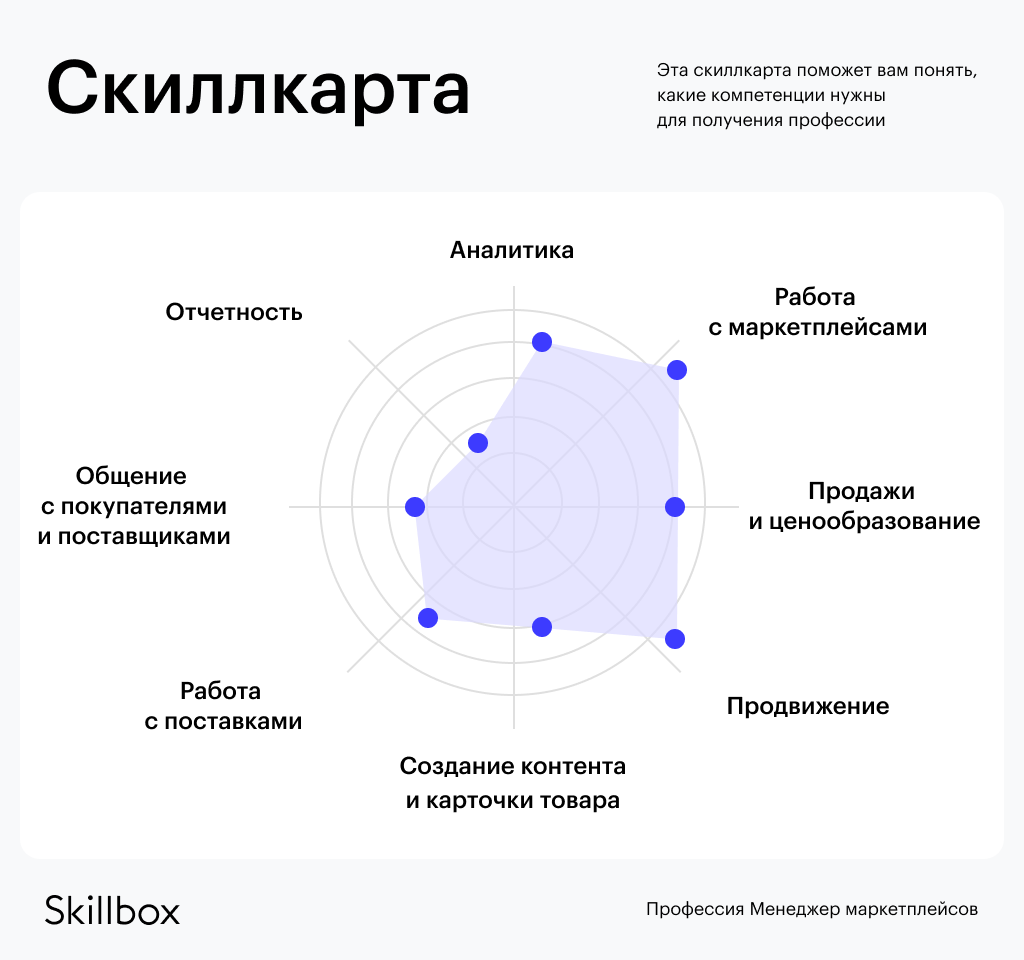 Скиллкарта
Эта скиллкарта поможет вам понять,
какие компетенции нужны
для получения профессии
Аналитика
Работа
с маркетплейсами
Отчетность
Общение
с покупателями
и поставщиками
Продажи
и ценообразование
Работа
с поставками
Продвижение
Создание контента
и карточки товара
Skillbox
Профессия Менеджер маркетплейсов